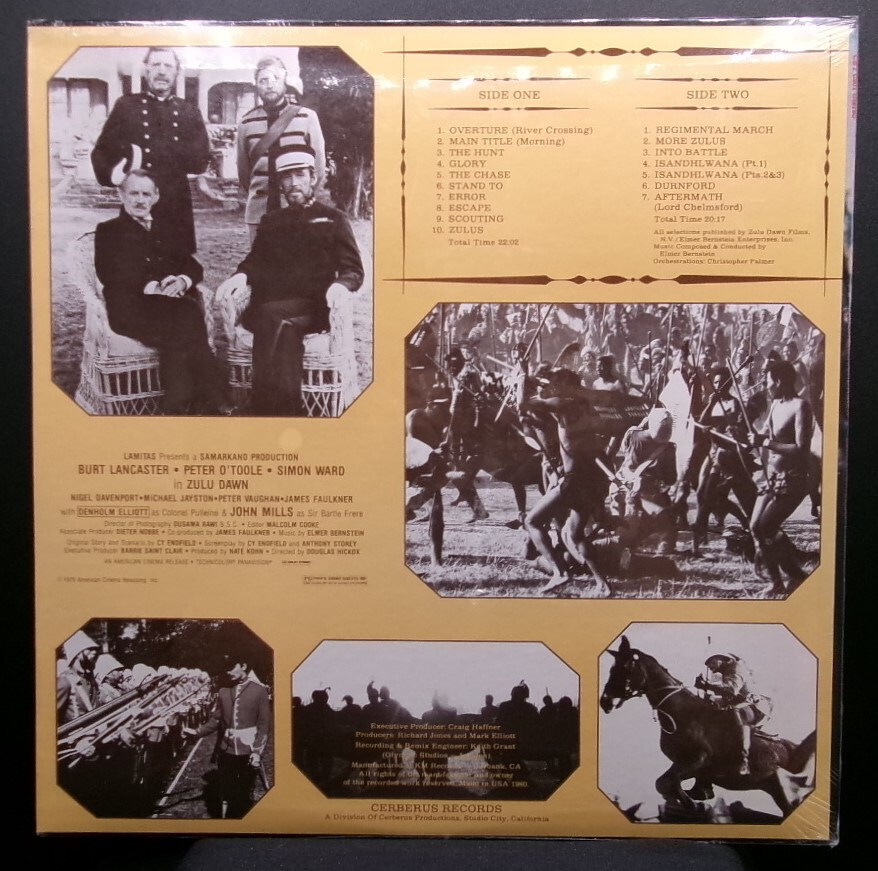 SIDE ONE
1. OVERTURE (River Crossing)
2. MAIN TITLE (Morning)
3. THE HUNT
4. GLORY
5. THE CHASE
6. STAND TO
7. ERROR
8. ESCAPE
9. SCOUTING
10. ZULUS
Total Time 22:02
SIDE TWO
1. REGIMENTAL MARCH
2. MORE ZULUS
3. INTO BATTLE
4. ISANDHLWANA (Pt.1)
5. ISANDHLWANA (Pts.2&3)
6. DURNFORD
7. AFTERMATH
(Lord Chelmsford)
Total Time 20:17
All selections published by Zulu Dawn Films,
N.V./Elmer Bernstein Enterprises, Inc.
Music Composed & Conducted by
Elmer Bernstein
Orchestrations: Christopher Palmer
LAMITAS Presents a SAMARKAND PRODUCTION
BURT LANCASTER • PETER O'TOOLE • SIMON WARD
in ZULU DAWN
NIGEL DAVENPORT•MICHAEL JAYSTON•PETER VAUGHAN•JAMES FAULKNER
with DENHOLM ELLIOTT as Colonel Pulleine & JOHN MILLS as Sir Bartle Frere
Director of Photography OUSAMA RAWI B.S.C. • Editor MALCOLM COOKE
Associate Producer DIETER NOBBE • Co-produced by JAMES FAULKNER • Music by ELMER BERNSTEIN
Original Story and Scenario by CY ENDFIELD • Screenplay by CY ENDFIELD and ANTHONY STOREY
Executive Producer BARRIE SAINT CLAIR • Produced by NATE KOHN • Directed by DOUGLAS HICKOX
AN AMERICAN CINEMA RELEASE • TECHNICOLOR® PANAVISION®
American Cinema Releasing, Inc.
Executive Producer: Craig Haffner
Producers: Richard Jones and Mark Elliott
Recording & Remix Engineer: Keith Grant
(Olympic Studios
Manufactured KM Records, Burbank, CA
All rights of the manufacturer and owner
of the recorded work reserved. Made in USA
CERBERUS RECORDS
A Division Of Cerberus Productions, Studio City, California